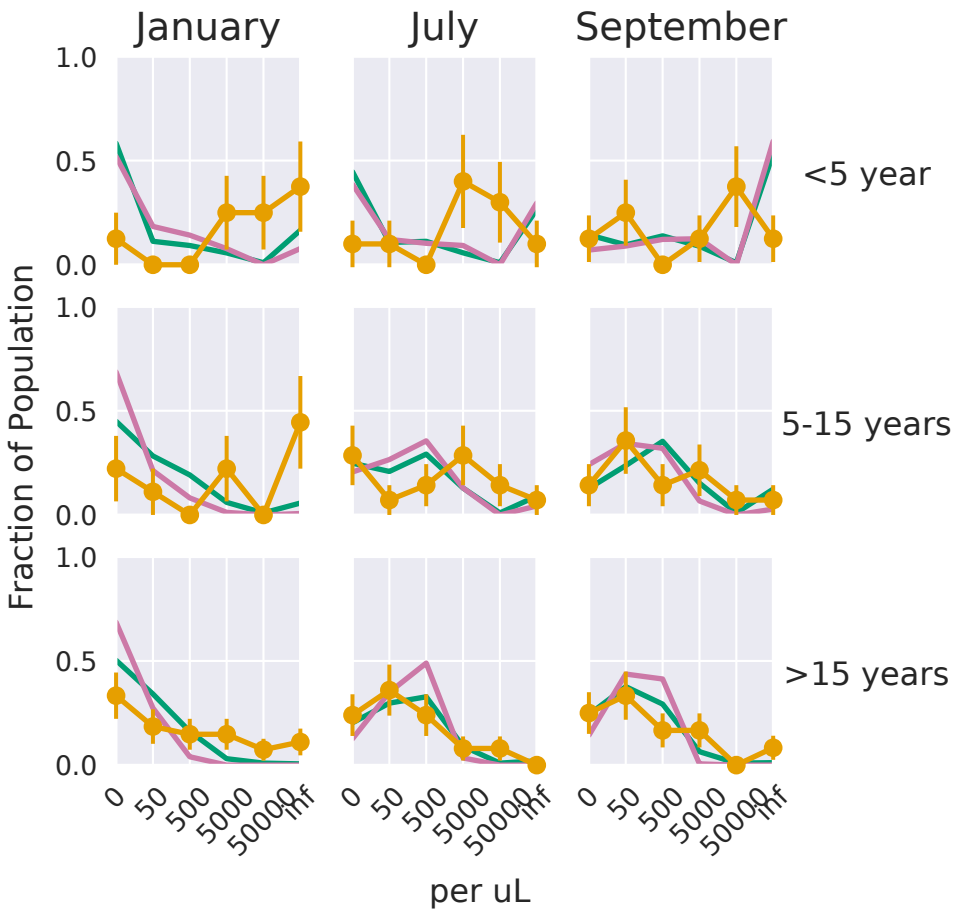 January July September
1.0
0.5
0.0
<5 year
1.0
0.5
0.0
5-15 years
1.0
0.5
0.0
>15 years
Fraction of Population
0 50 500 5000 50000 inf
0 50 500 5000 50000 inf
0 50 500 5000 50000 inf
per uL